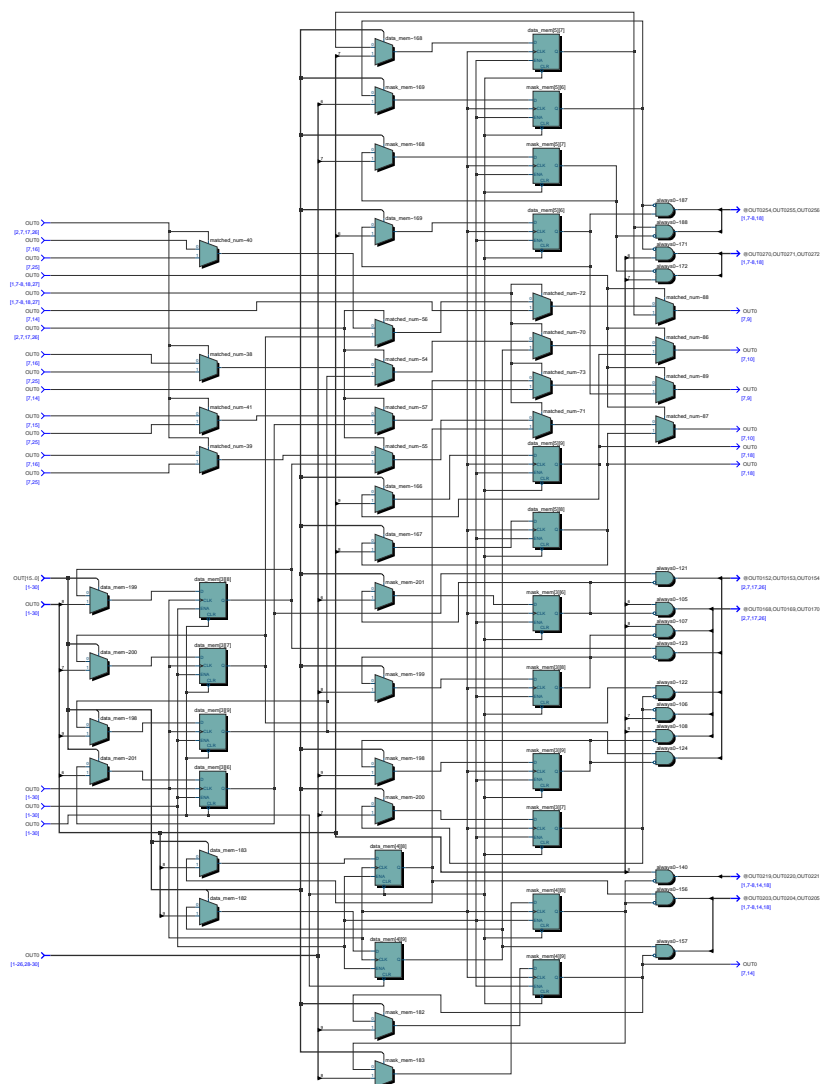 data_mem~168
data_mem[5][7]
mask_mem~169
mask_mem[5][6]
mask_mem~168
mask_mem[5][7]
always0~187
@OUT0254,OUT0255,OUT0256
[1,7-8,18]
data_mem~169
data_mem[5][6]
always0~188
OUT0
[2,7,17,26]
matched_num~40
OUT0
[7,16]
always0~171
@OUT0270,OUT0271,OUT0272
[1,7-8,18]
OUT0
[7,25]
always0~172
OUT0
[1,7-8,18,27]
OUT0
[1,7-8,18,27]
matched_num~72
matched_num~88
OUT0
[7,14]
OUT0
[7,9]
OUT0
[2,7,17,26]
matched_num~56
matched_num~70
matched_num~86
OUT0
[7,10]
OUT0
[7,16]
matched_num~38
matched_num~54
OUT0
[7,25]
matched_num~73
matched_num~89
OUT0
[7,14]
OUT0
[7,9]
matched_num~41
matched_num~57
matched_num~71
matched_num~87
OUT0
[7,15]
OUT0
[7,25]
OUT0
[7,10]
matched_num~39
matched_num~55
data_mem[5][9]
OUT0
[7,18]
OUT0
[7,16]
OUT0
[7,18]
OUT0
[7,25]
data_mem~166
data_mem~167
data_mem[5][8]
OUT[15..0]
[1-30]
data_mem~199
data_mem[3][8]
mask_mem~201
mask_mem[3][6]
always0~121
@OUT0152,OUT0153,OUT0154
[2,7,17,26]
OUT0
[1-30]
always0~105
@OUT0168,OUT0169,OUT0170
[2,7,17,26]
always0~107
always0~123
data_mem~200
data_mem[3][7]
mask_mem~199
mask_mem[3][8]
always0~122
always0~106
data_mem~198
data_mem[3][9]
always0~108
data_mem~201
data_mem[3][6]
mask_mem~198
mask_mem[3][9]
always0~124
OUT0
[1-30]
OUT0
[1-30]
OUT0
[1-30]
mask_mem~200
mask_mem[3][7]
data_mem~183
data_mem[4][8]
always0~140
@OUT0219,OUT0220,OUT0221
[1,7-8,14,18]
data_mem~182
mask_mem[4][8]
always0~156
@OUT0203,OUT0204,OUT0205
[1,7-8,14,18]
data_mem[4][9]
always0~157
OUT0
[1-26,28-30]
mask_mem[4][9]
OUT0
[7,14]
mask_mem~182
mask_mem~183